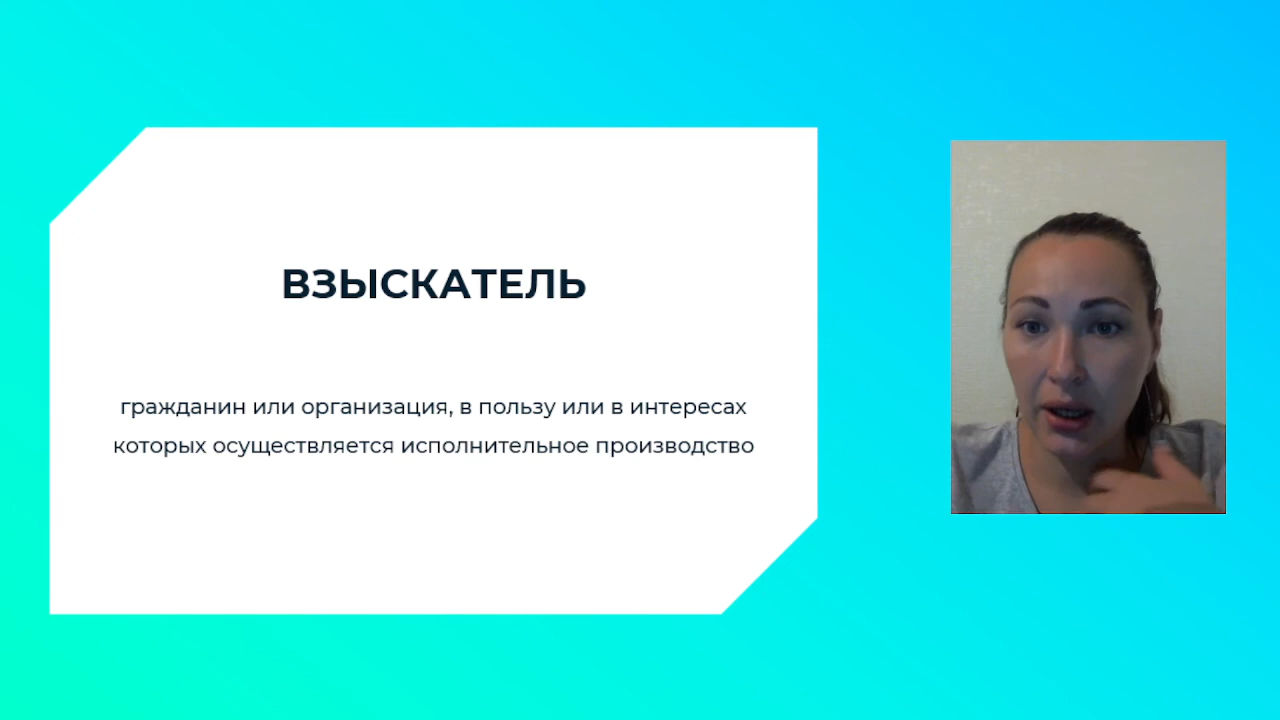 ВЗЫСКАТЕЛЬ
гражданин или организация, в пользу или в интересах
которых осуществляется исполнительное производство